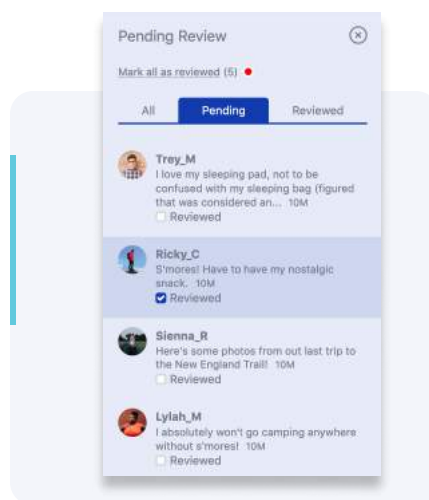 Pending Review
Mark all as reviewed (5)
All Pending Reviewed
Trey_M
I love my sleeping pad, not to be
confused with my sleeping bag (figured
that was considered an... 10M
Reviewed
Ricky_C
S'mores! Have to have my nostalgic
snack. 10M
Reviewed
Sienna_R
Here's some photos from out last trip to
the New England Trail! 10M
Reviewed
Lylah_M
I absolutely won't go camping anywhere
without s'mores! 10M
Reviewed